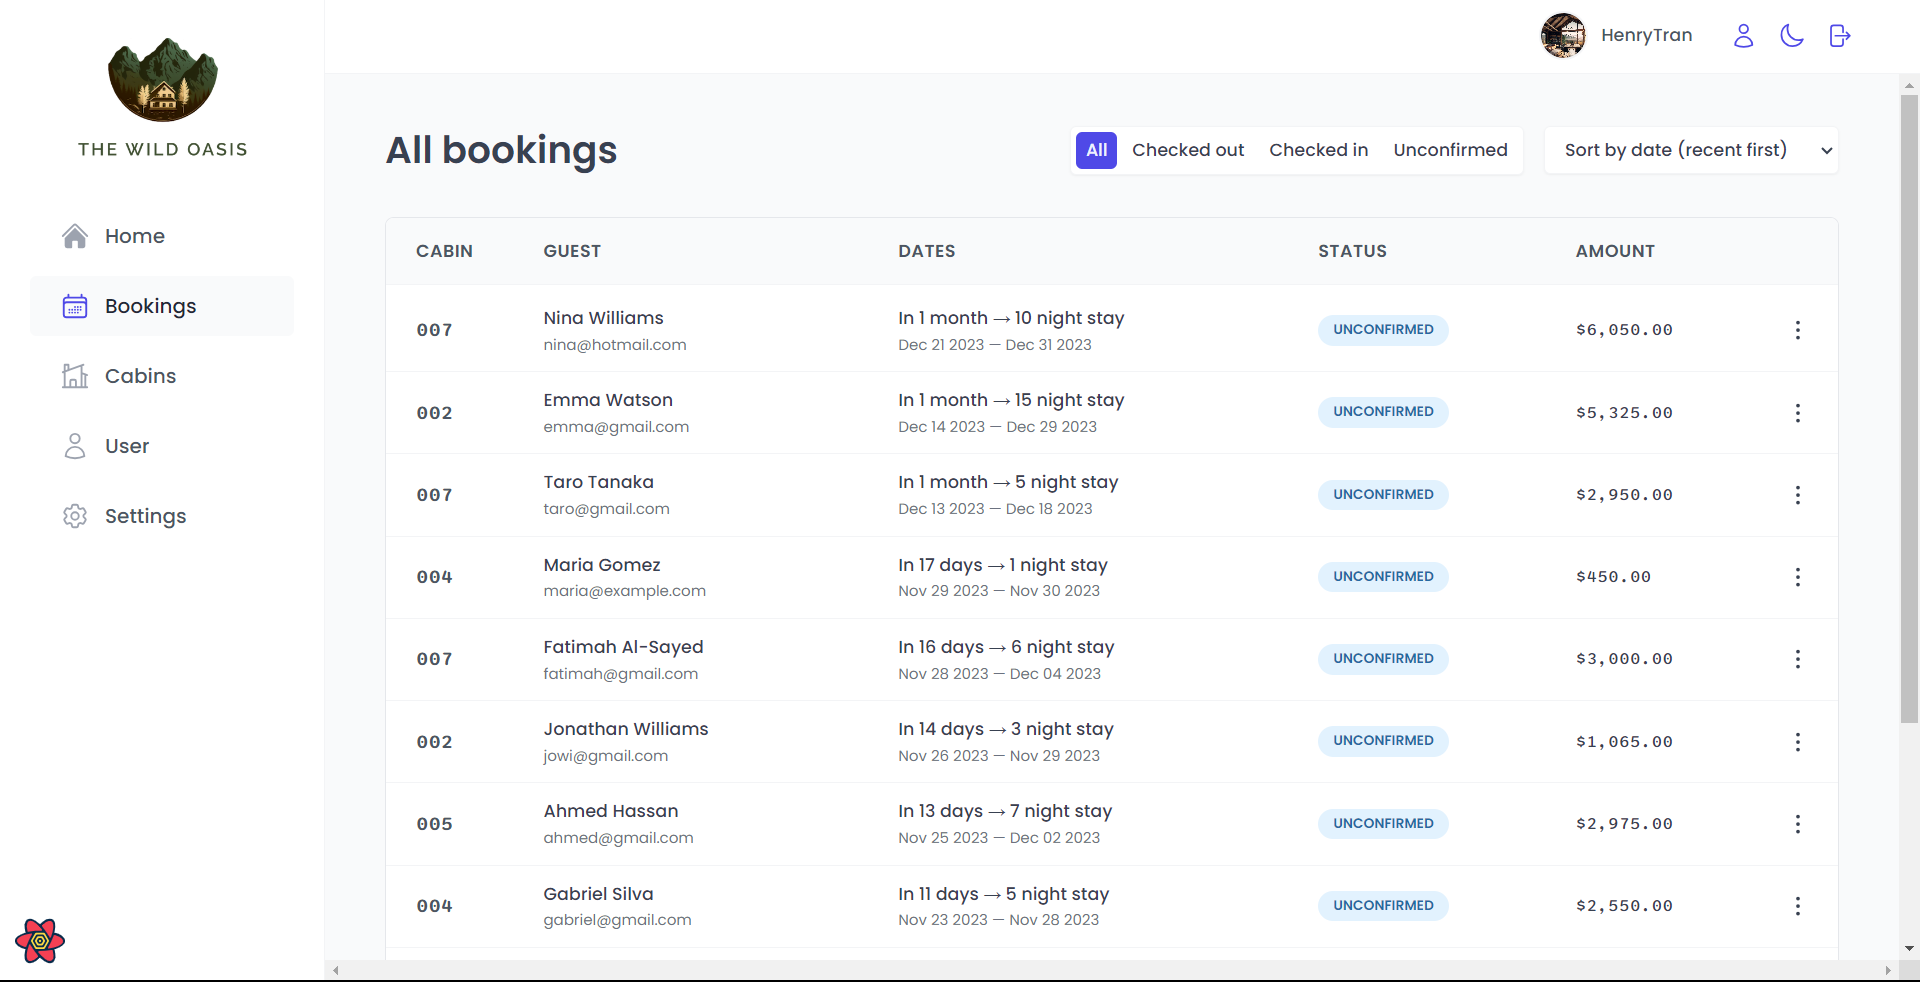 THE WILD OASIS
HenryTran
Home
Bookings
Cabins
User
Settings
All bookings
All Checked out Checked in Unconfirmed
Sort by date (recent first)
CABIN GUEST DATES STATUS AMOUNT
007 Nina Williams In 1 month → 10 night stay UNCONFIRMED $6,050.00
nina@hotmail.com Dec 21 2023 — Dec 31 2023
002 Emma Watson In 1 month → 15 night stay UNCONFIRMED $5,325.00
emma@gmail.com Dec 14 2023 — Dec 29 2023
007 Taro Tanaka In 1 month → 5 night stay UNCONFIRMED $2,950.00
taro@gmail.com Dec 13 2023 — Dec 18 2023
004 Maria Gomez In 17 days → 1 night stay UNCONFIRMED $450.00
maria@example.com Nov 29 2023 — Nov 30 2023
007 Fatimah Al-Sayed In 16 days → 6 night stay UNCONFIRMED $3,000.00
fatimah@gmail.com Nov 28 2023 — Dec 04 2023
002 Jonathan Williams In 14 days → 3 night stay UNCONFIRMED $1,065.00
jowi@gmail.com Nov 26 2023 — Nov 29 2023
005 Ahmed Hassan In 13 days → 7 night stay UNCONFIRMED $2,975.00
ahmed@gmail.com Nov 25 2023 — Dec 02 2023
004 Gabriel Silva In 11 days → 5 night stay UNCONFIRMED $2,550.00
gabriel@gmail.com Nov 23 2023 — Nov 28 2023